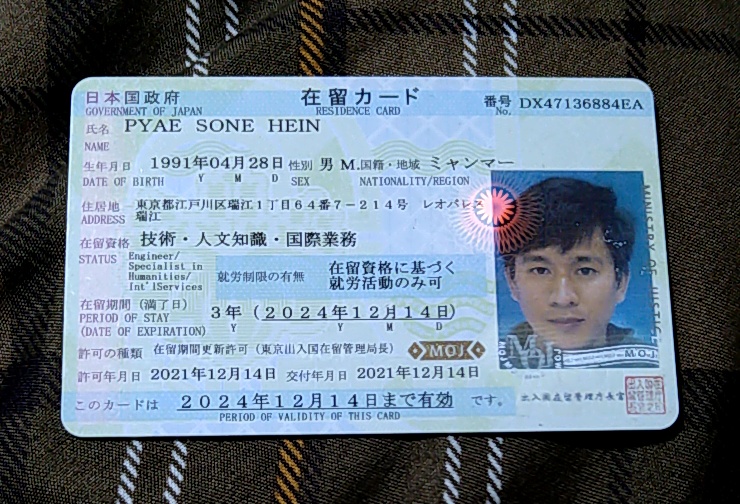 日本国政府
GOVERNMENT OF JAPAN
在留カード
RESIDENCE CARD
番号 No. DX47136884EA
氏名 NAME PYAE SONE HEIN
生年月日 1991年04月28日 性別 男 M. 国籍・地域 ミャンマー
DATE OF BIRTH Y M D SEX NATIONALITY/REGION
住居地 東京都江戸川区瑞江1丁目64番7-214号 レオパレス
ADDRESS 瑞江
在留資格 技術・人文知識・国際業務
STATUS Engineer/
Specialist in
Humanities/
Int'lServices
就労制限の有無 在留資格に基づく
就労活動のみ可
在留期間(満了日) 3年(2024年12月14日)
PERIOD OF STAY
(DATE OF EXPIRATION) Y Y M D
許可の種類 在留期間更新許可(東京出入国在留管理局長)
MOJ
許可年月日 2021年12月14日 交付年月日 2021年12月14日
このカードは 2024年12月14日まで有効 です。
PERIOD OF VALIDITY OF THIS CARD
MINISTRY OF JUSTICE
MOJ
MOJ
出入国在留管理庁長官